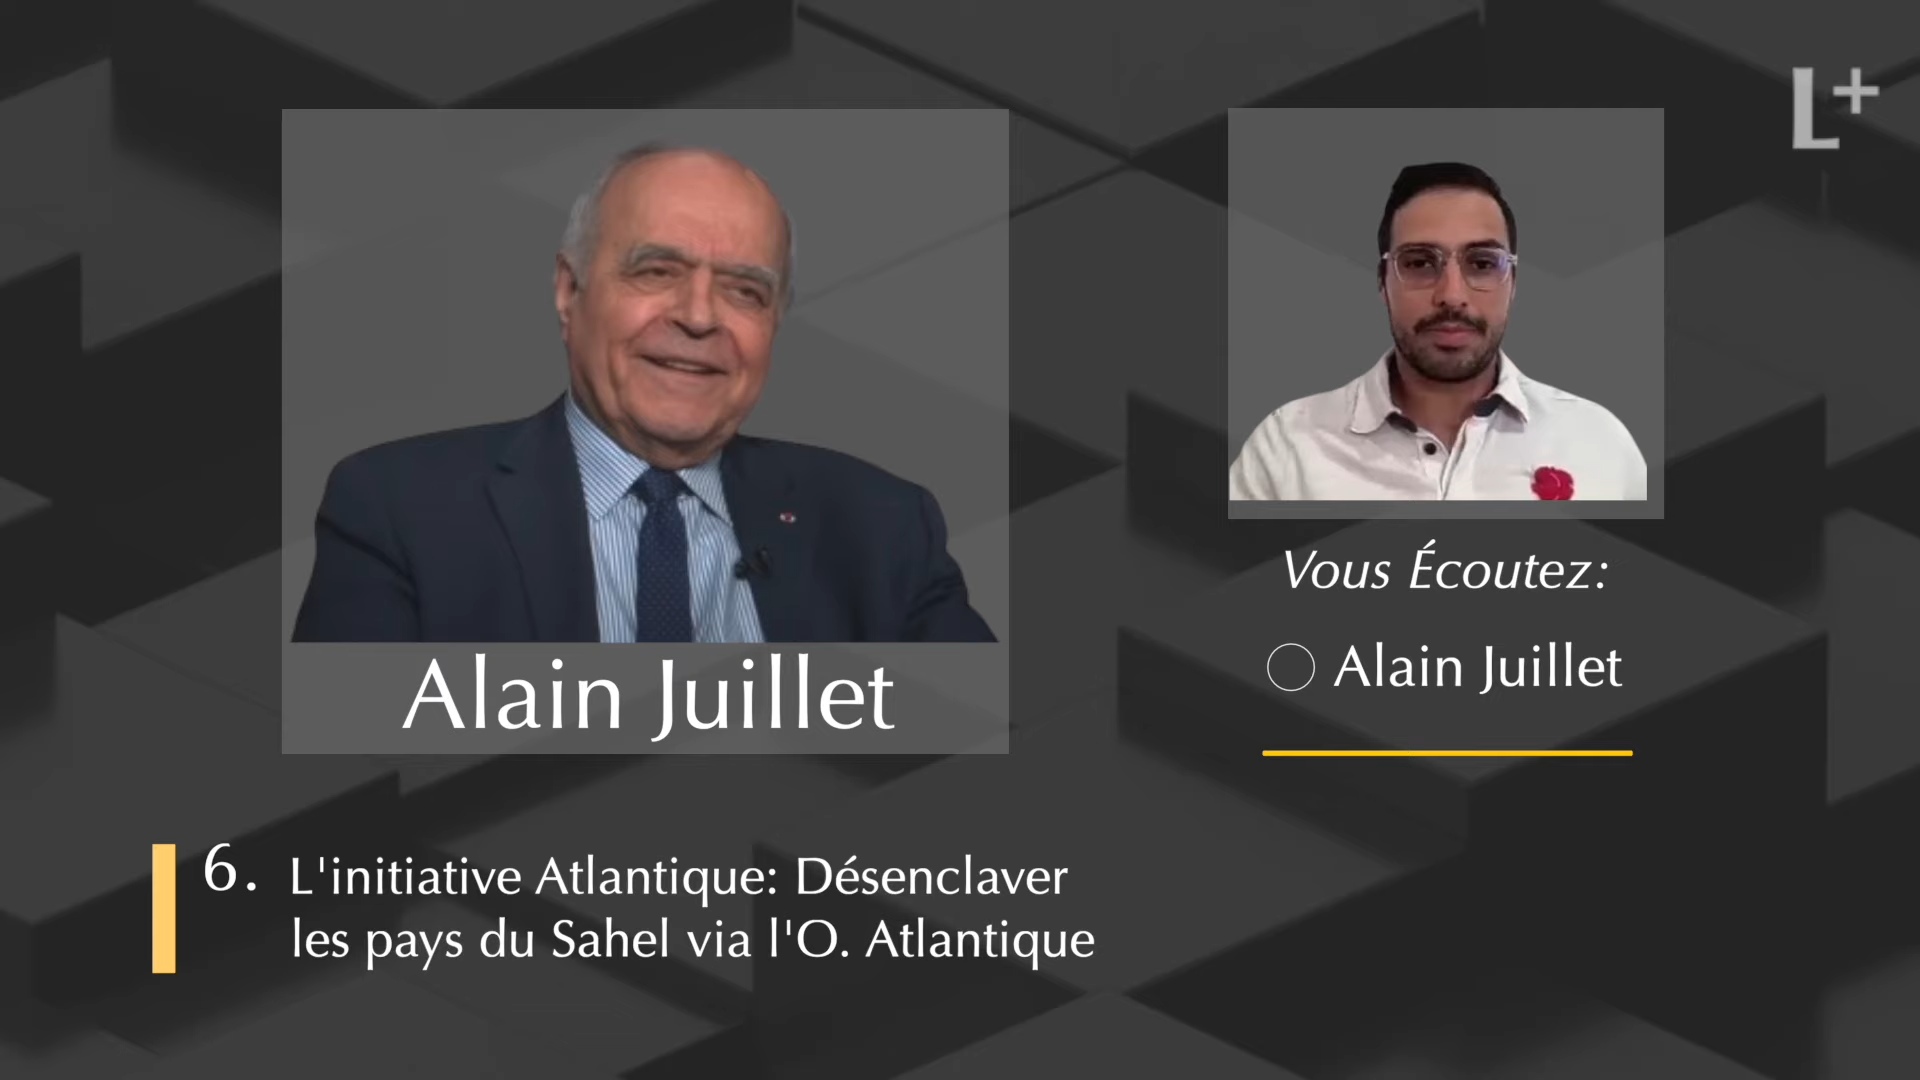 L+
Alain Juillet
Vous Écoutez:
Alain Juillet
6. L'initiative Atlantique: Désenclaver
les pays du Sahel via l'O. Atlantique